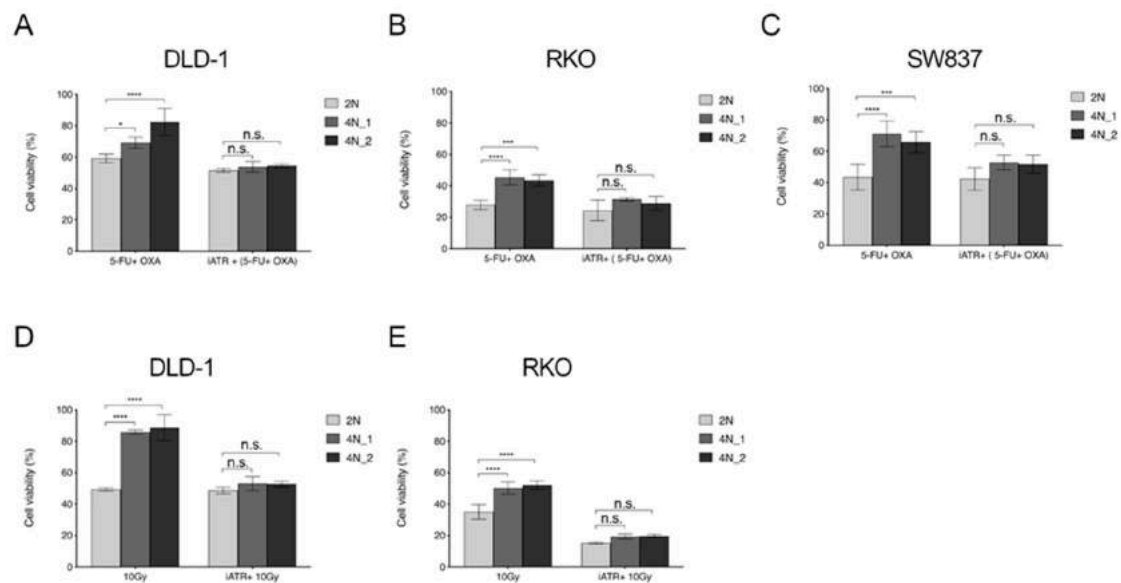 A
DLD-1
Cell viability (%)
100
80
60
40
20
0
****
*
n.s.
n.s.
5-FU+ OXA
iATR + (5-FU+ OXA)
2N
4N_1
4N_2
B
RKO
Cell viability (%)
100
80
60
40
20
0
***
****
n.s.
n.s.
5-FU+ OXA
iATR+ ( 5-FU+ OXA)
2N
4N_1
4N_2
C
SW837
Cell viability (%)
100
80
60
40
20
0
***
****
n.s.
n.s.
5-FU+ OXA
iATR+ ( 5-FU+ OXA)
2N
4N_1
4N_2
D
DLD-1
Cell viability (%)
100
80
60
40
20
0
****
****
n.s.
n.s.
10Gy
iATR+ 10Gy
2N
4N_1
4N_2
E
RKO
Cell viability (%)
100
80
60
40
20
0
****
****
n.s.
n.s.
10Gy
iATR+ 10Gy
2N
4N_1
4N_2